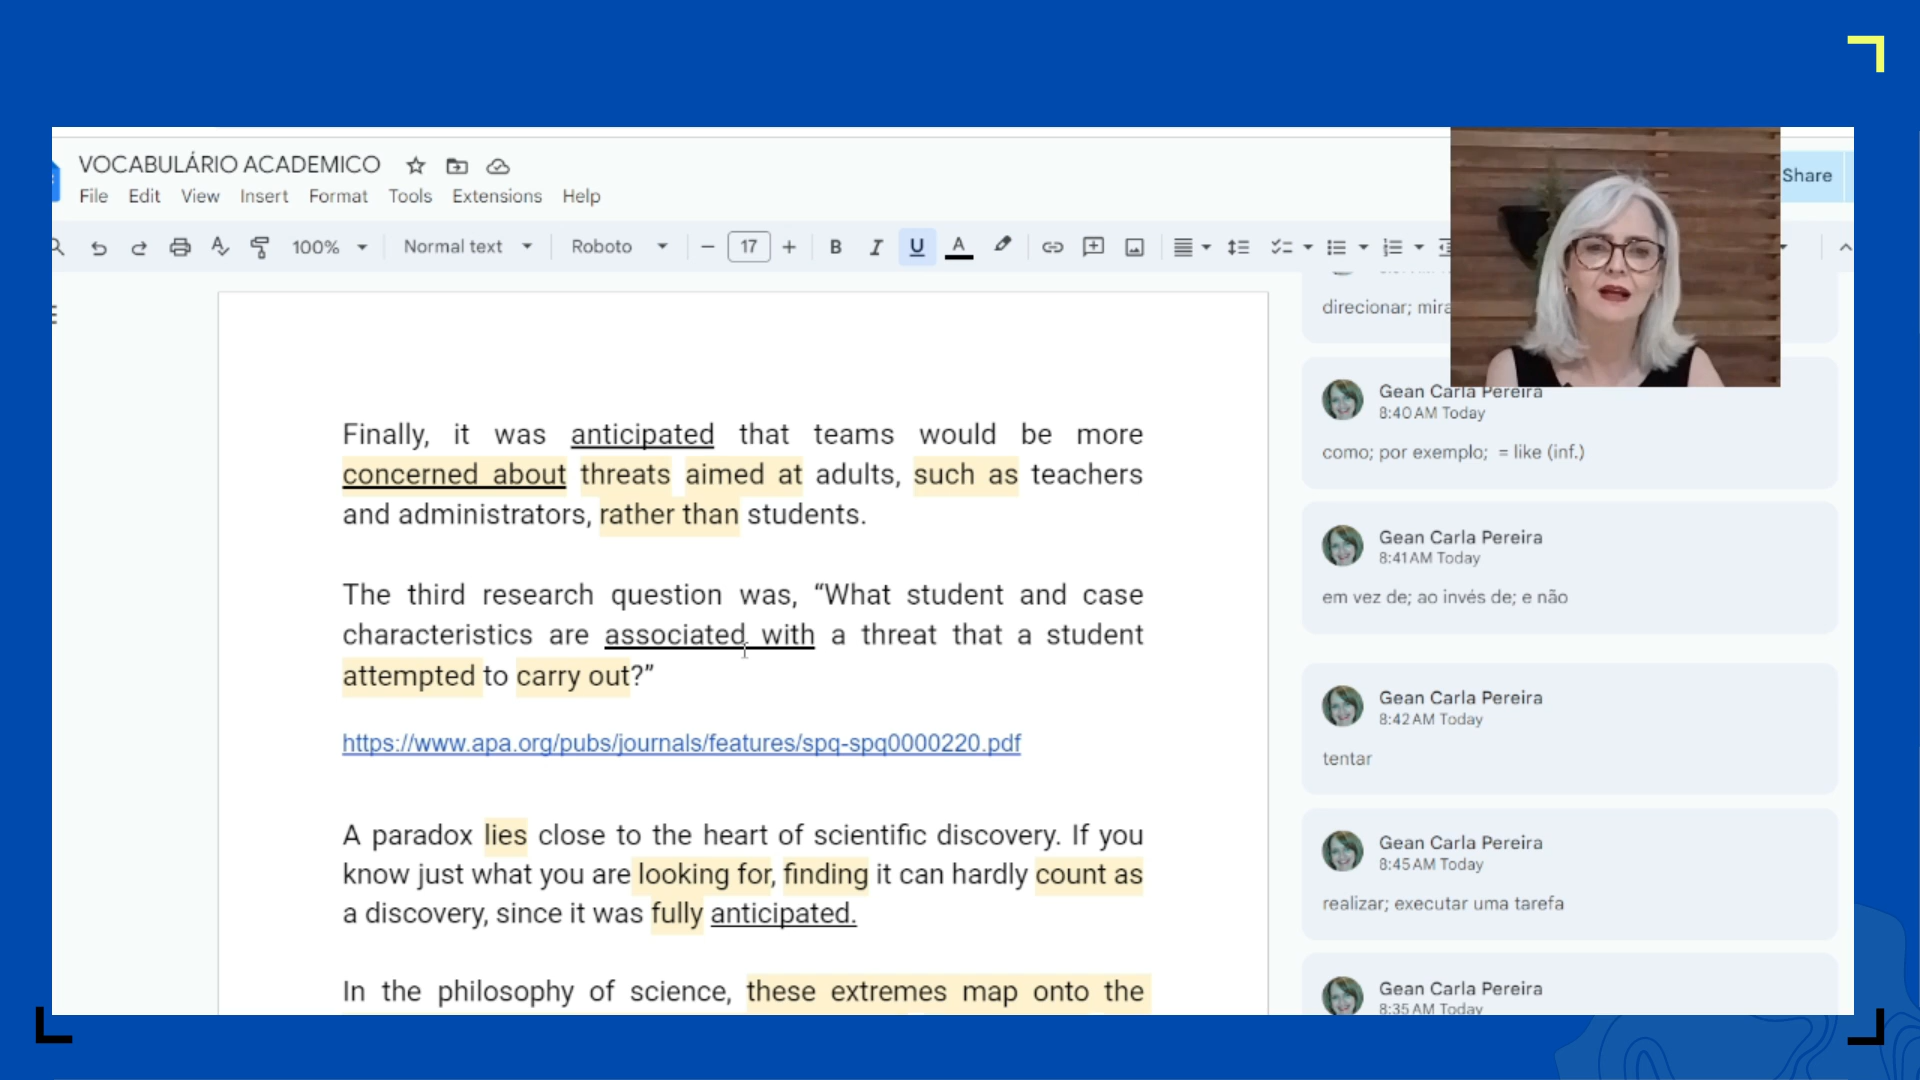 VOCABULÁRIO ACADEMICO
File Edit View Insert Format Tools Extensions Help
Share
100% Normal text Roboto 17 B I U A
Finally, it was anticipated that teams would be more
concerned about threats aimed at adults, such as teachers
and administrators, rather than students.
The third research question was, “What student and case
characteristics are associated with a threat that a student
attempted to carry out?”
https://www.apa.org/pubs/journals/features/spq-spq0000220.pdf
A paradox lies close to the heart of scientific discovery. If you
know just what you are looking for, finding it can hardly count as
a discovery, since it was fully anticipated.
In the philosophy of science, these extremes map onto the
direcionar;
Gean Carla Pereira
8:40 AM Today
como; por exemplo; = like (inf.)
Gean Carla Pereira
8:41 AM Today
em vez de; ao invés de; e não
Gean Carla Pereira
8:42 AM Today
tentar
Gean Carla Pereira
8:45 AM Today
realizar; executar uma tarefa
Gean Carla Pereira
8:35 AM Today